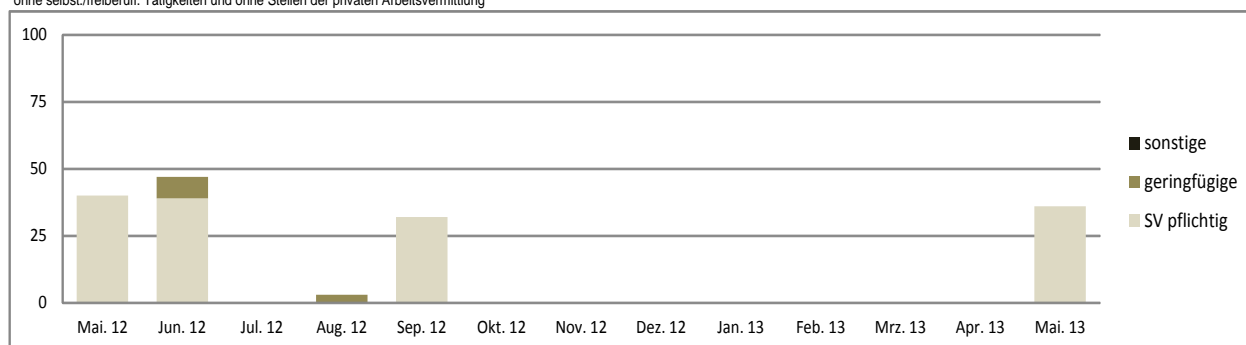 ohne selbst./freiberufl. Tätigkeiten und ohne Stellen der privaten Arbeitsvermittlung
100
75
50
25
0
Mai. 12 Jun. 12 Jul. 12 Aug. 12 Sep. 12 Okt. 12 Nov. 12 Dez. 12 Jan. 13 Feb. 13 Mrz. 13 Apr. 13 Mai. 13
sonstige
geringfügige
SV pflichtig